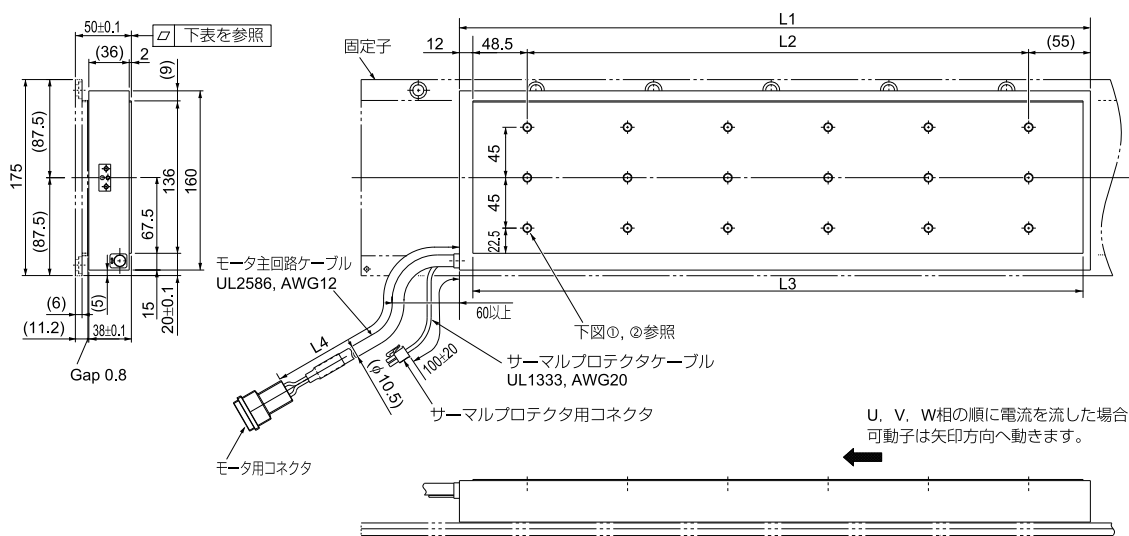 50±0.1
下表を参照
(36)
2
(9)
(87.5)
175
(87.5)
136
160
67.5
(6)
(5)
15
20±0.1
(11.2)
38±0.1
Gap 0.8
L1
固定子
12
48.5
L2
(55)
45
45
22.5
L3
モータ主回路ケーブル
UL2586, AWG12
60以上
下図①, ②参照
L4
100±20
サーマルプロテクタケーブル
UL1333, AWG20
(φ10.5)
サーマルプロテクタ用コネクタ
モータ用コネクタ
U, V, W相の順に電流を流した場合
可動子は矢印方向へ動きます。